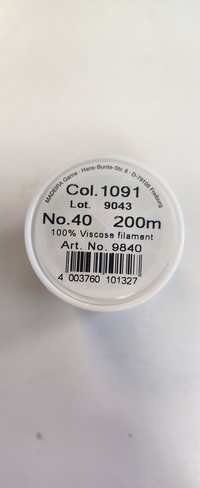 MADEIRA Garne · Hans-Bunte-Str. 8 · D-79108 Freiburg
Col.1091
Lot. 9043
No.40 200m
100% Viscose filament
Art. No. 9840
4 003760 101327